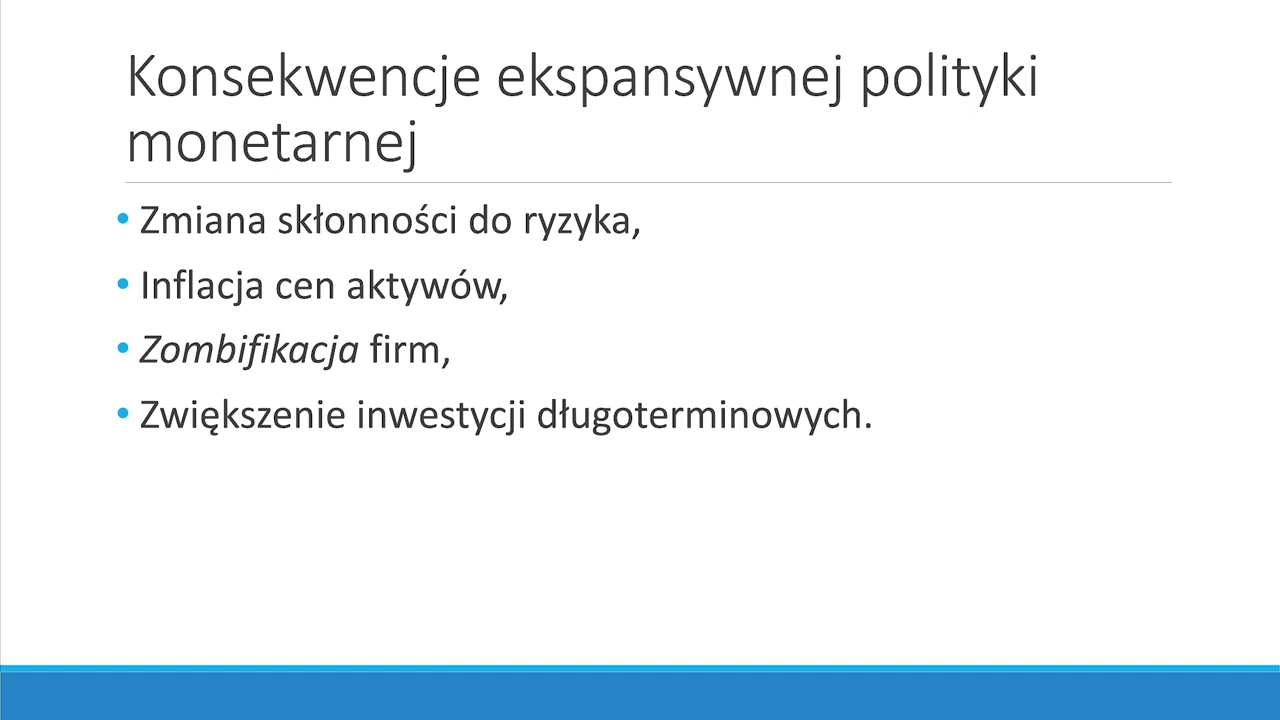 Konsekwencje ekspansywnej polityki
monetarnej
• Zmiana skłonności do ryzyka,
• Inflacja cen aktywów,
• Zombifikacja firm,
• Zwiększenie inwestycji długoterminowych.